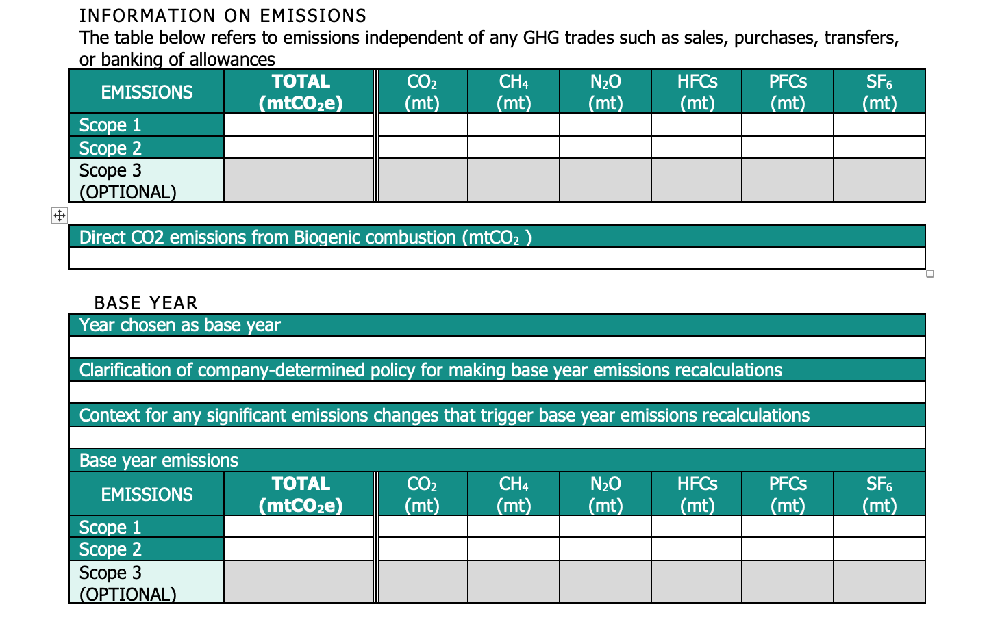 INFORMATION ON EMISSIONS
The table below refers to emissions independent of any GHG trades such as sales, purchases, transfers,
or banking of allowances
EMISSIONS TOTAL (mtCO₂e) CO₂ (mt) CH₄ (mt) N₂O (mt) HFCs (mt) PFCs (mt) SF₆ (mt)
Scope 1
Scope 2
Scope 3
(OPTIONAL)
Direct CO2 emissions from Biogenic combustion (mtCO₂ )
BASE YEAR
Year chosen as base year
Clarification of company-determined policy for making base year emissions recalculations
Context for any significant emissions changes that trigger base year emissions recalculations
Base year emissions
EMISSIONS TOTAL (mtCO₂e) CO₂ (mt) CH₄ (mt) N₂O (mt) HFCs (mt) PFCs (mt) SF₆ (mt)
Scope 1
Scope 2
Scope 3
(OPTIONAL)